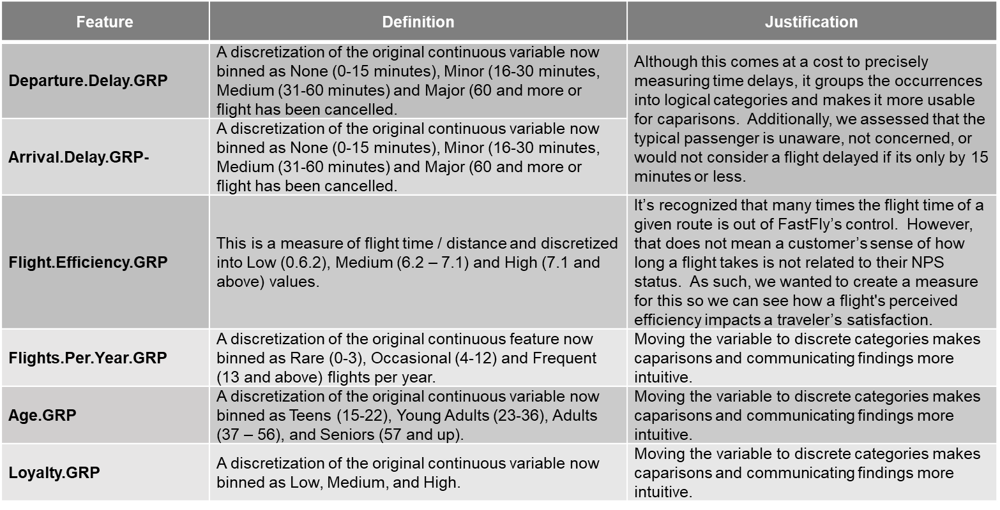 Feature
Definition
Justification
Departure.Delay.GRP
A discretization of the original continuous variable now
binned as None (0-15 minutes), Minor (16-30 minutes,
Medium (31-60 minutes) and Major (60 and more or
flight has been cancelled.
Although this comes at a cost to precisely
measuring time delays, it groups the occurrences
into logical categories and makes it more usable
for caparisons.  Additionally, we assessed that the
typical passenger is unaware, not concerned, or
would not consider a flight delayed if its only by 15
minutes or less.
Arrival.Delay.GRP-
A discretization of the original continuous variable now
binned as None (0-15 minutes), Minor (16-30 minutes,
Medium (31-60 minutes) and Major (60 and more or
flight has been cancelled.
Flight.Efficiency.GRP
This is a measure of flight time / distance and discretized
into Low (0.6.2), Medium (6.2 – 7.1) and High (7.1 and
above) values.
It’s recognized that many times the flight time of a
given route is out of FastFly’s control.  However,
that does not mean a customer’s sense of how
long a flight takes is not related to their NPS
status.  As such, we wanted to create a measure
for this so we can see how a flight's perceived
efficiency impacts a traveler’s satisfaction.
Flights.Per.Year.GRP
A discretization of the original continuous feature now
binned as Rare (0-3), Occasional (4-12) and Frequent
(13 and above) flights per year.
Moving the variable to discrete categories makes
caparisons and communicating findings more
intuitive.
Age.GRP
A discretization of the original continuous variable now
binned as Teens (15-22), Young Adults (23-36), Adults
(37 – 56), and Seniors (57 and up).
Moving the variable to discrete categories makes
caparisons and communicating findings more
intuitive.
Loyalty.GRP
A discretization of the original continuous variable now
binned as Low, Medium, and High.
Moving the variable to discrete categories makes
caparisons and communicating findings more
intuitive.